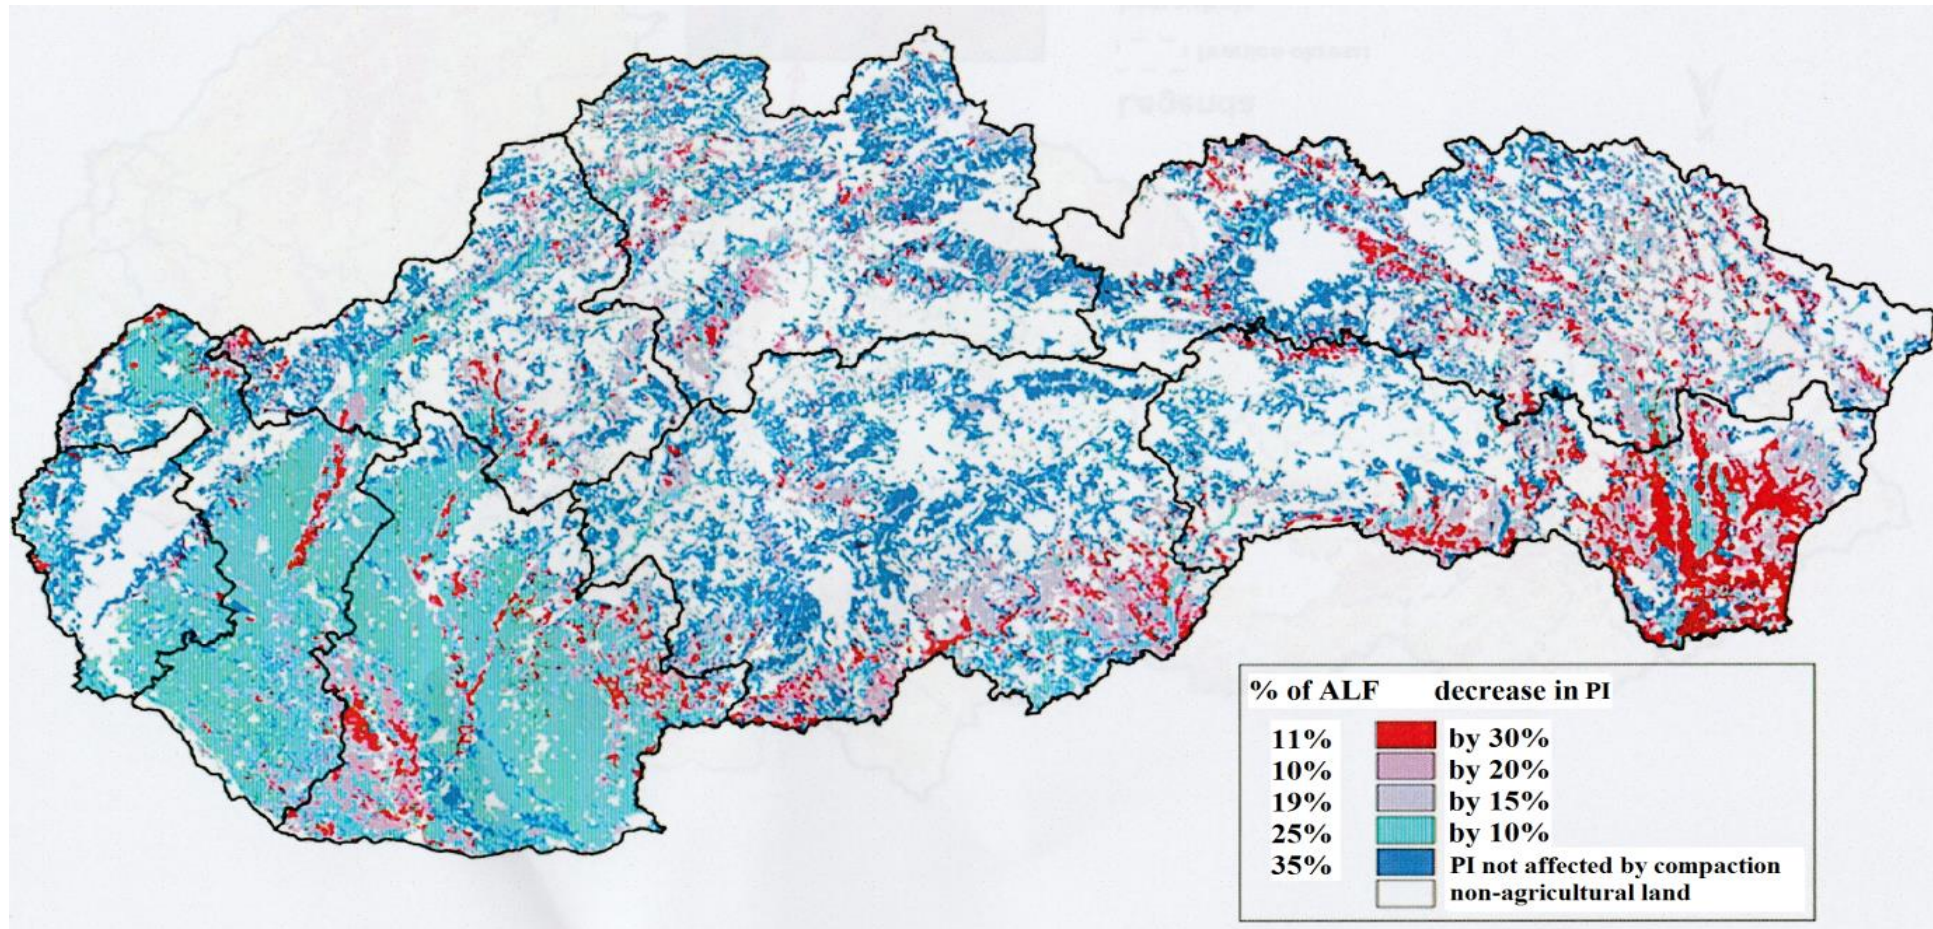 % of ALF decrease in PI
11% by 30%
10% by 20%
19% by 15%
25% by 10%
35% PI not affected by compaction
non-agricultural land